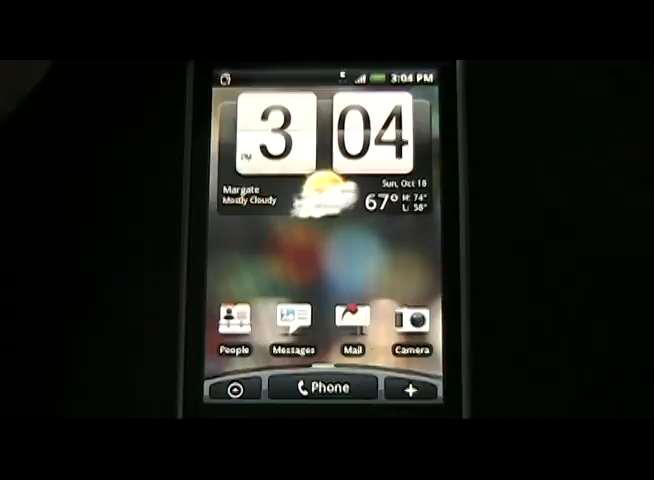 3:04 PM
3 04
PM
Margate
Mostly Cloudy
Sun, Oct 18
67°
H: 74°
L: 58°
People
Messages
Mail
Camera
Phone